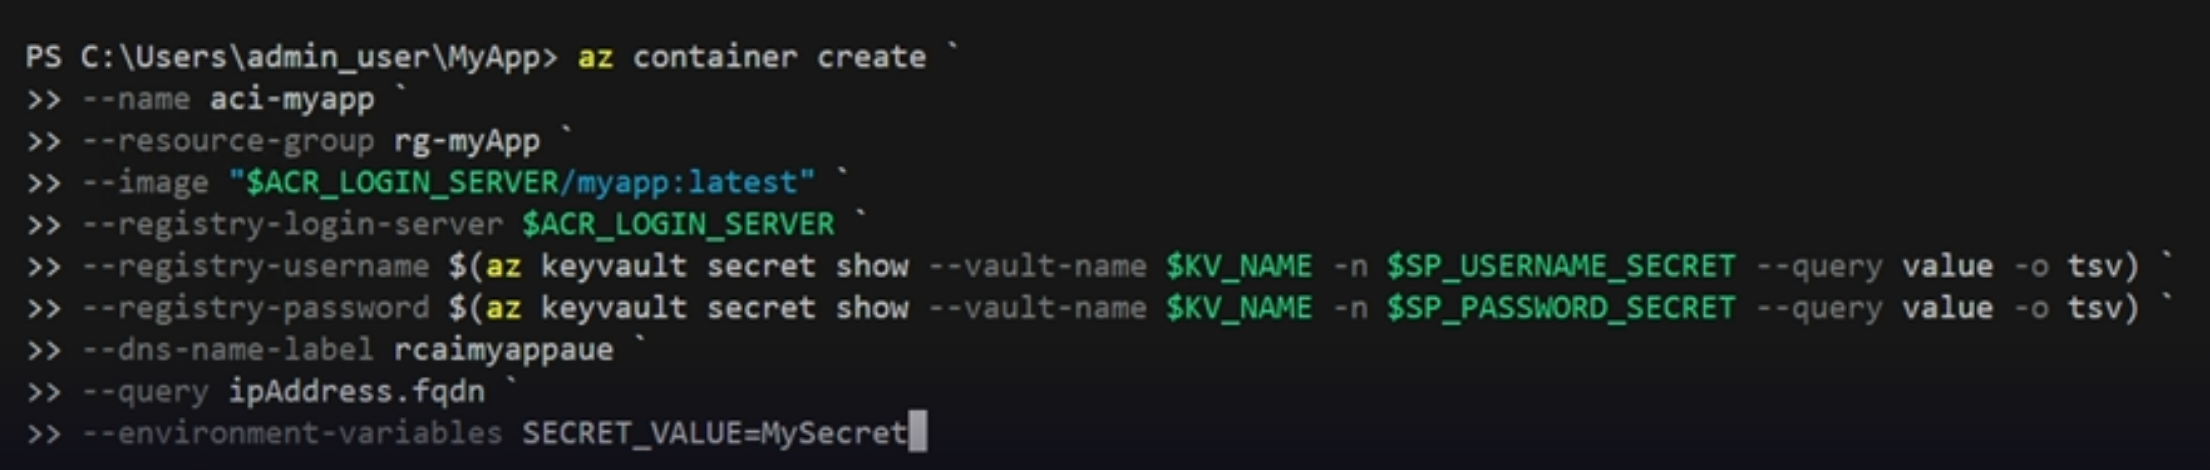 PS C:\Users\admin_user\MyApp> az container create `
>> --name aci-myapp `
>> --resource-group rg-myApp `
>> --image "$ACR_LOGIN_SERVER/myapp:latest" `
>> --registry-login-server $ACR_LOGIN_SERVER `
>> --registry-username $(az keyvault secret show --vault-name $KV_NAME -n $SP_USERNAME_SECRET --query value -o tsv) `
>> --registry-password $(az keyvault secret show --vault-name $KV_NAME -n $SP_PASSWORD_SECRET --query value -o tsv) `
>> --dns-name-label rcaimyappaue `
>> --query ipAddress.fqdn `
>> --environment-variables SECRET_VALUE=MySecret